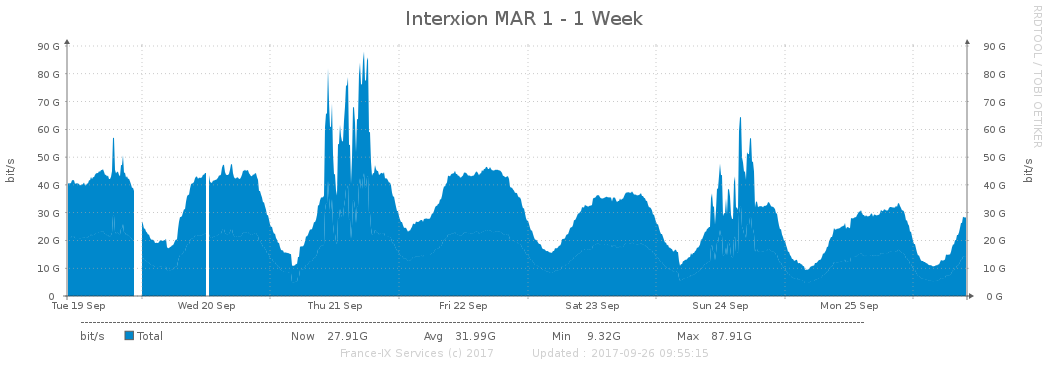 Interxion MAR 1 - 1 Week
RRDTOOL / TOBI OETIKER
90 G 90 G
80 G 80 G
70 G 70 G
60 G 60 G
50 G 50 G
40 G 40 G
30 G 30 G
20 G 20 G
10 G 10 G
0 0 G
bit/s bit/s
Tue 19 Sep Wed 20 Sep Thu 21 Sep Fri 22 Sep Sat 23 Sep Sun 24 Sep Mon 25 Sep
bit/s Total Now 27.91G Avg 31.99G Min 9.32G Max 87.91G
France-IX Services (c) 2017 Updated : 2017-09-26 09:55:15